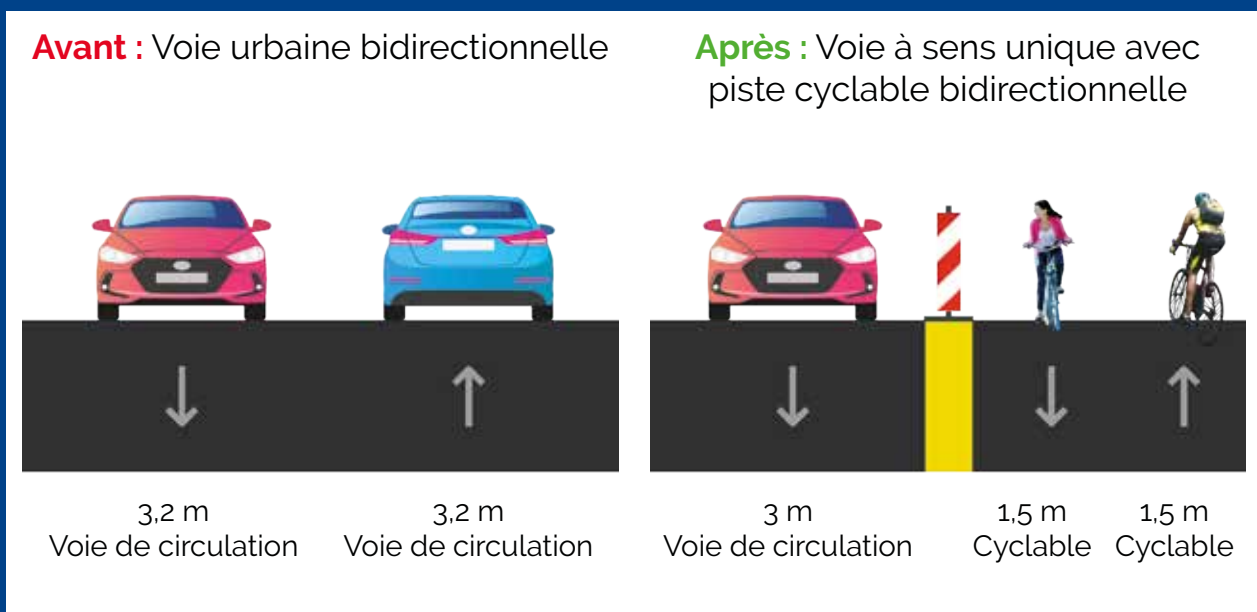 Avant : Voie urbaine bidirectionnelle
Après : Voie à sens unique avec
piste cyclable bidirectionnelle
3,2 m
Voie de circulation
3,2 m
Voie de circulation
3 m
Voie de circulation
1,5 m
Cyclable
1,5 m
Cyclable